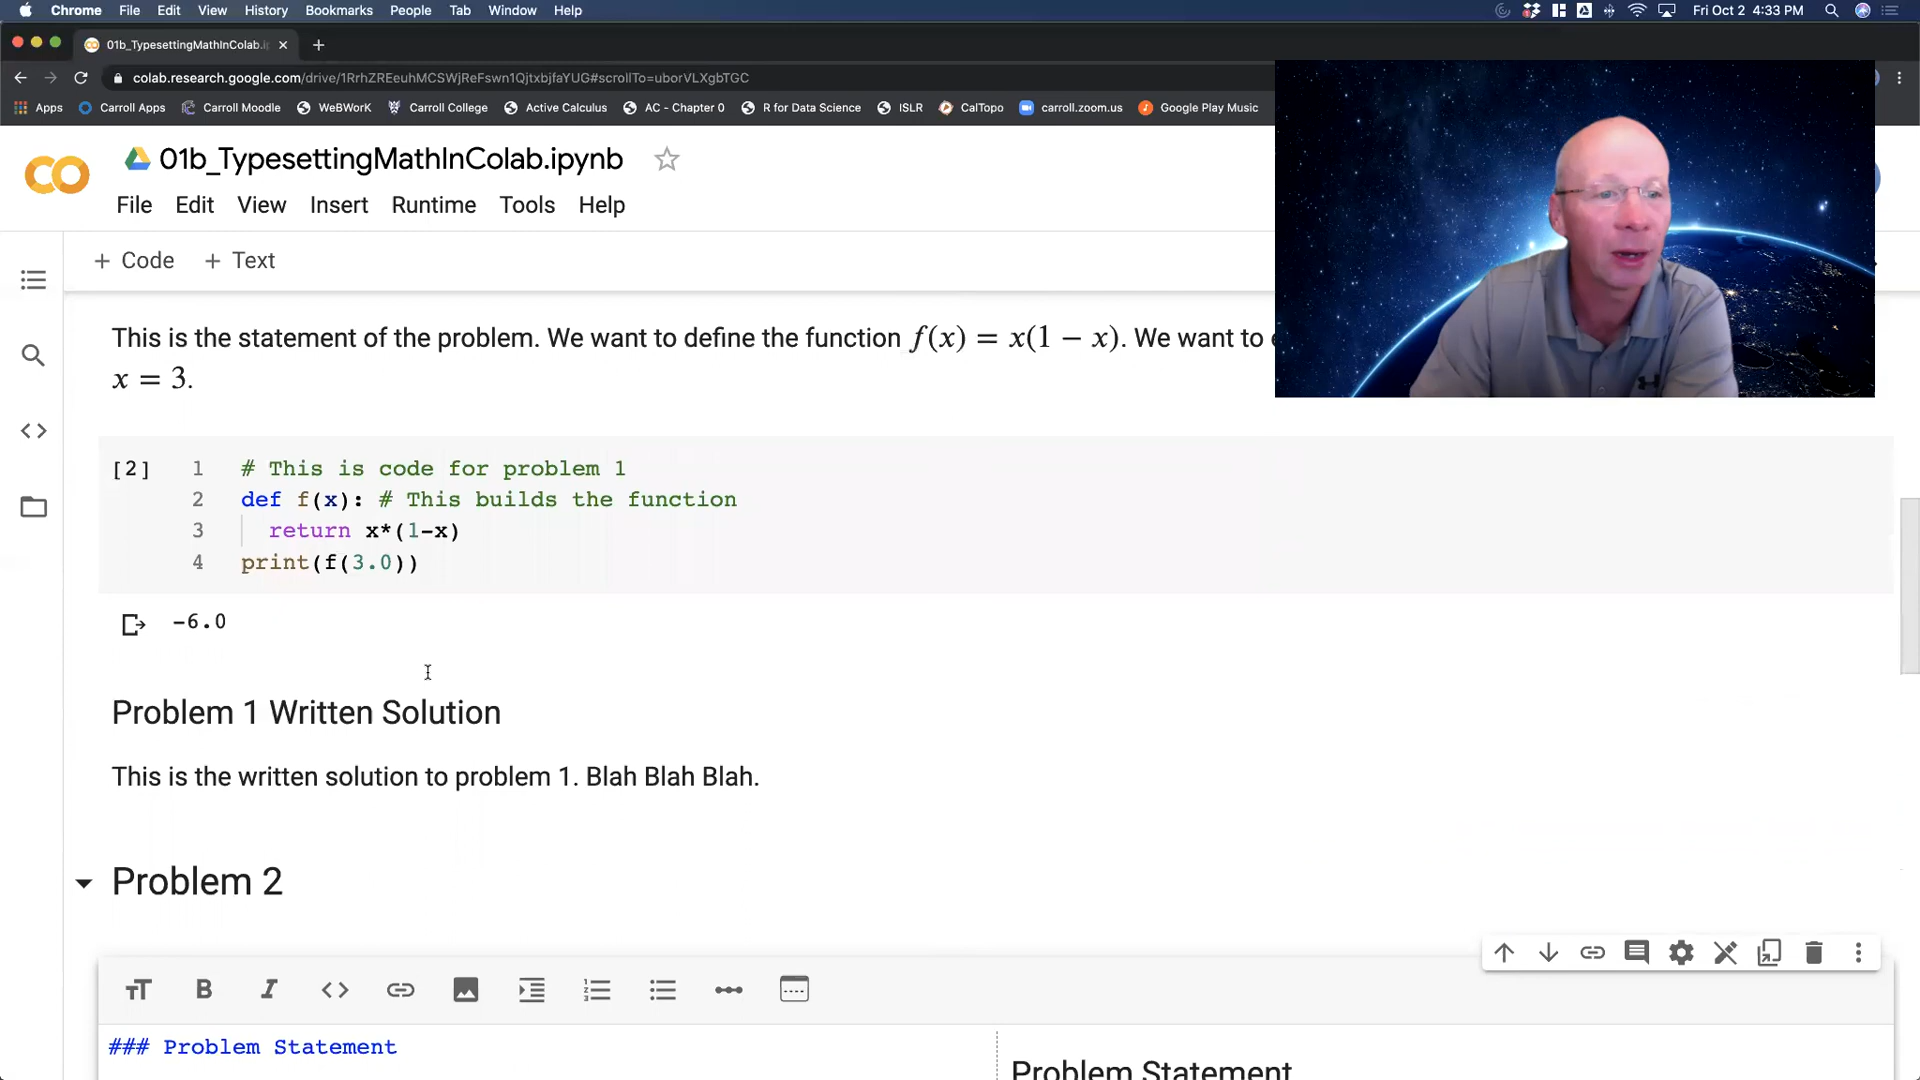 Chrome File Edit View History Bookmarks People Tab Window Help Fri Oct 2 4:33 PM
01b_TypesettingMathInColab.i
colab.research.google.com/drive/1RrhZREeuhMCSWjReFswn1QjtxbjfaYUG#scrollTo=uborVLXgbTGC
Apps Carroll Apps Carroll Moodle WeBWorK Carroll College Active Calculus AC - Chapter 0 R for Data Science ISLR CalTopo carroll.zoom.us Google Play Music
CO 01b_TypesettingMathInColab.ipynb
File Edit View Insert Runtime Tools Help
+ Code + Text
This is the statement of the problem. We want to define the function f(x) = x(1 − x). We want to
x = 3.
[2] 1 # This is code for problem 1
2 def f(x): # This builds the function
3 return x*(1-x)
4 print(f(3.0))
-6.0
Problem 1 Written Solution
This is the written solution to problem 1. Blah Blah Blah.
Problem 2
### Problem Statement
Problem Statement